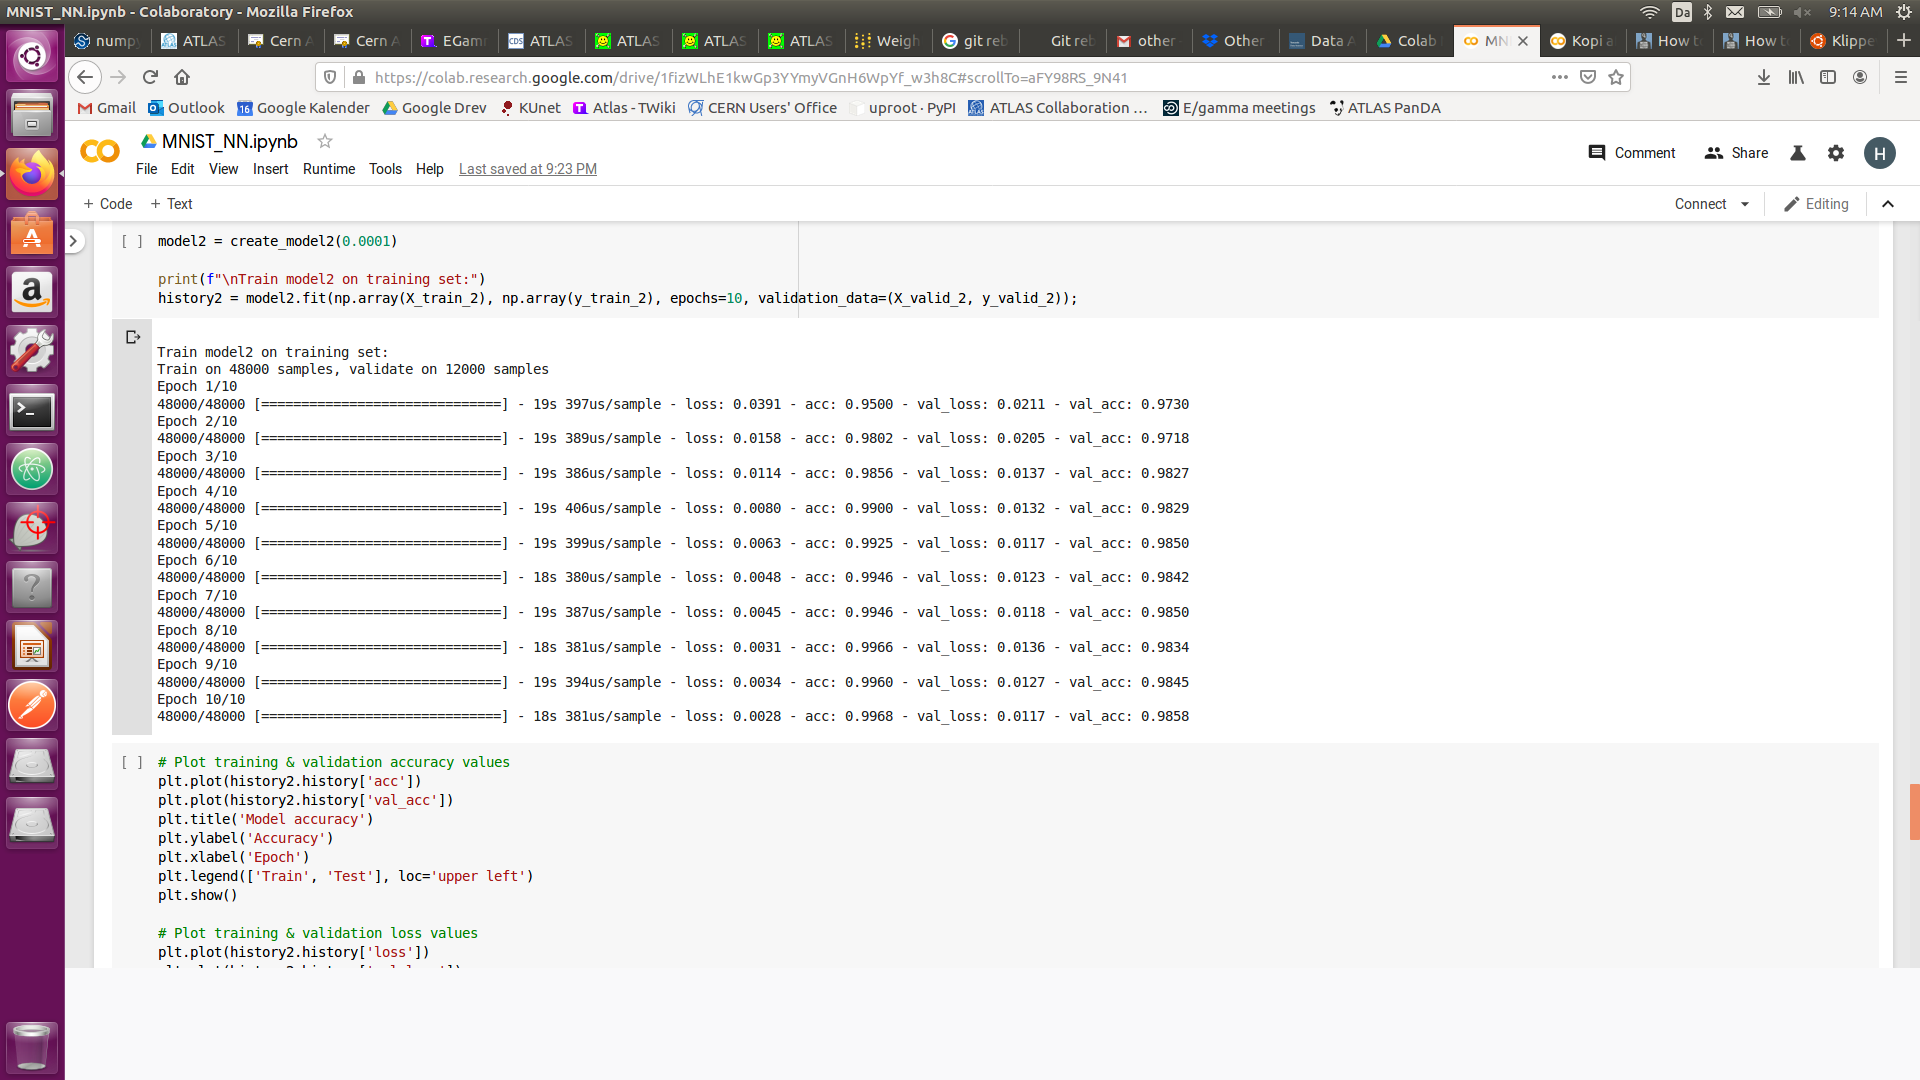 MNIST_NN.ipynb - Colaboratory - Mozilla Firefox
Da 9:14 AM
numpy ATLAS Cern A Cern A EGam ATLAS ATLAS ATLAS ATLAS Weigh git reb Git reb other Other Data A Colab MN Kopi a How t How t Klippe
https://colab.research.google.com/drive/1fizWLhE1kwGp3YYmyVGnH6WpYf_w3h8C#scrollTo=aFY98RS_9N41
Gmail Outlook 16 Google Kalender Google Drev KUnet Atlas - TWiki CERN Users' Office uproot · PyPI ATLAS Collaboration … E/gamma meetings ATLAS PanDA
MNIST_NN.ipynb
Comment Share H
File Edit View Insert Runtime Tools Help Last saved at 9:23 PM
+ Code + Text Connect Editing
[ ] model2 = create_model2(0.0001)
print(f"\nTrain model2 on training set:")
history2 = model2.fit(np.array(X_train_2), np.array(y_train_2), epochs=10, validation_data=(X_valid_2, y_valid_2));
Train model2 on training set:
Train on 48000 samples, validate on 12000 samples
Epoch 1/10
48000/48000 [==============================] - 19s 397us/sample - loss: 0.0391 - acc: 0.9500 - val_loss: 0.0211 - val_acc: 0.9730
Epoch 2/10
48000/48000 [==============================] - 19s 389us/sample - loss: 0.0158 - acc: 0.9802 - val_loss: 0.0205 - val_acc: 0.9718
Epoch 3/10
48000/48000 [==============================] - 19s 386us/sample - loss: 0.0114 - acc: 0.9856 - val_loss: 0.0137 - val_acc: 0.9827
Epoch 4/10
48000/48000 [==============================] - 19s 406us/sample - loss: 0.0080 - acc: 0.9900 - val_loss: 0.0132 - val_acc: 0.9829
Epoch 5/10
48000/48000 [==============================] - 19s 399us/sample - loss: 0.0063 - acc: 0.9925 - val_loss: 0.0117 - val_acc: 0.9850
Epoch 6/10
48000/48000 [==============================] - 18s 380us/sample - loss: 0.0048 - acc: 0.9946 - val_loss: 0.0123 - val_acc: 0.9842
Epoch 7/10
48000/48000 [==============================] - 19s 387us/sample - loss: 0.0045 - acc: 0.9946 - val_loss: 0.0118 - val_acc: 0.9850
Epoch 8/10
48000/48000 [==============================] - 18s 381us/sample - loss: 0.0031 - acc: 0.9966 - val_loss: 0.0136 - val_acc: 0.9834
Epoch 9/10
48000/48000 [==============================] - 19s 394us/sample - loss: 0.0034 - acc: 0.9960 - val_loss: 0.0127 - val_acc: 0.9845
Epoch 10/10
48000/48000 [==============================] - 18s 381us/sample - loss: 0.0028 - acc: 0.9968 - val_loss: 0.0117 - val_acc: 0.9858
[ ] # Plot training & validation accuracy values
plt.plot(history2.history['acc'])
plt.plot(history2.history['val_acc'])
plt.title('Model accuracy')
plt.ylabel('Accuracy')
plt.xlabel('Epoch')
plt.legend(['Train', 'Test'], loc='upper left')
plt.show()
# Plot training & validation loss values
plt.plot(history2.history['loss'])